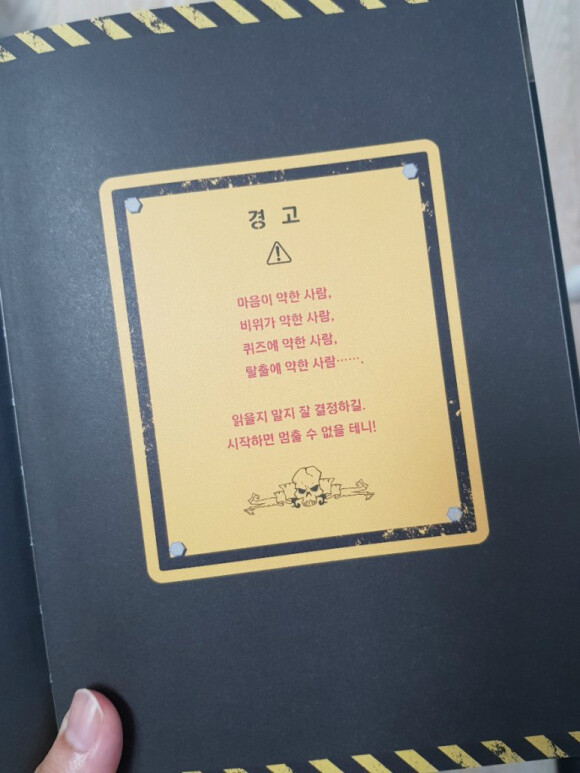 경 고
마음이 약한 사람,
비위가 약한 사람,
퀴즈에 약한 사람,
탈출에 약한 사람…….
읽을지 말지 잘 결정하길.
시작하면 멈출 수 없을 테니!